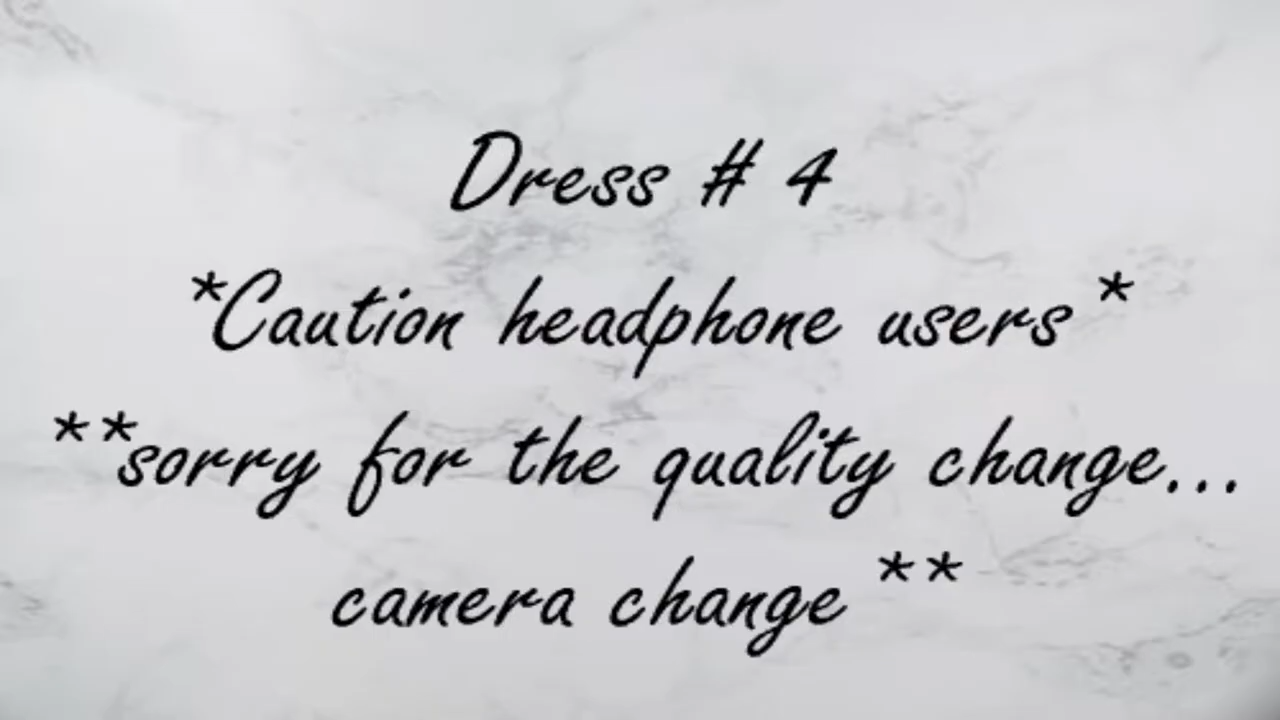 Dress # 4
*Caution headphone users*
**sorry for the quality change...
camera change**